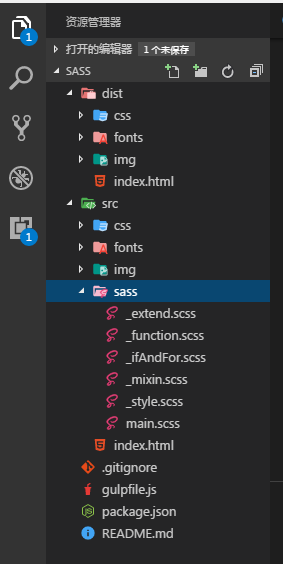 资源管理器
1
打开的编辑器 1 个未保存
SASS
dist
css
fonts
img
index.html
src
1
css
fonts
img
sass
_extend.scss
_function.scss
_ifAndFor.scss
_mixin.scss
_style.scss
main.scss
index.html
.gitignore
gulpfile.js
package.json
README.md